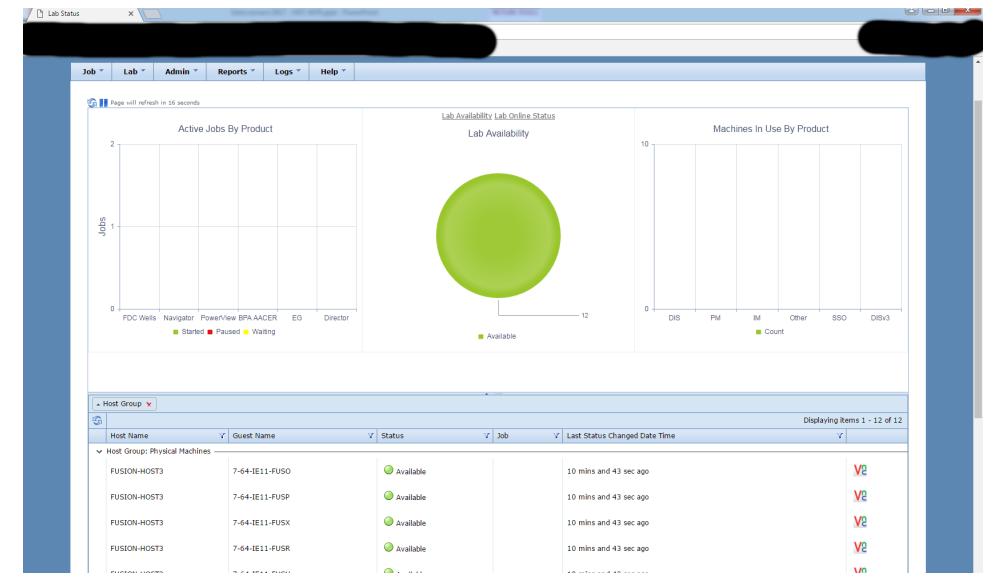 Lab Status
Job Lab Admin Reports Logs Help
Page will refresh in 16 seconds
Active Jobs By Product
2
1
0
Jobs
FDC Wells Navigator PowerView BPA AACER EG Director
Started Paused Waiting
Lab Availability Lab Online Status
Lab Availability
12
Available
Machines In Use By Product
10
0
DIS PM IM Other SSO DISv3
Count
Host Group
Displaying items 1 - 12 of 12
Host Name Guest Name Status Job Last Status Changed Date Time
Host Group: Physical Machines
FUSION-HOST3 7-64-IE11-FUSO Available 10 mins and 43 sec ago
FUSION-HOST3 7-64-IE11-FUSP Available 10 mins and 43 sec ago
FUSION-HOST3 7-64-IE11-FUSX Available 10 mins and 43 sec ago
FUSION-HOST3 7-64-IE11-FUSR Available 10 mins and 43 sec ago